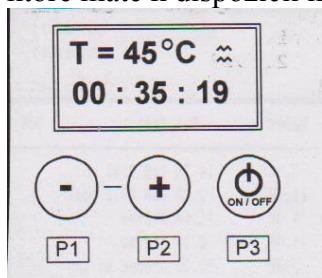 T = 45°C
00 : 35 : 19
- – +
ON / OFF
P1 P2 P3